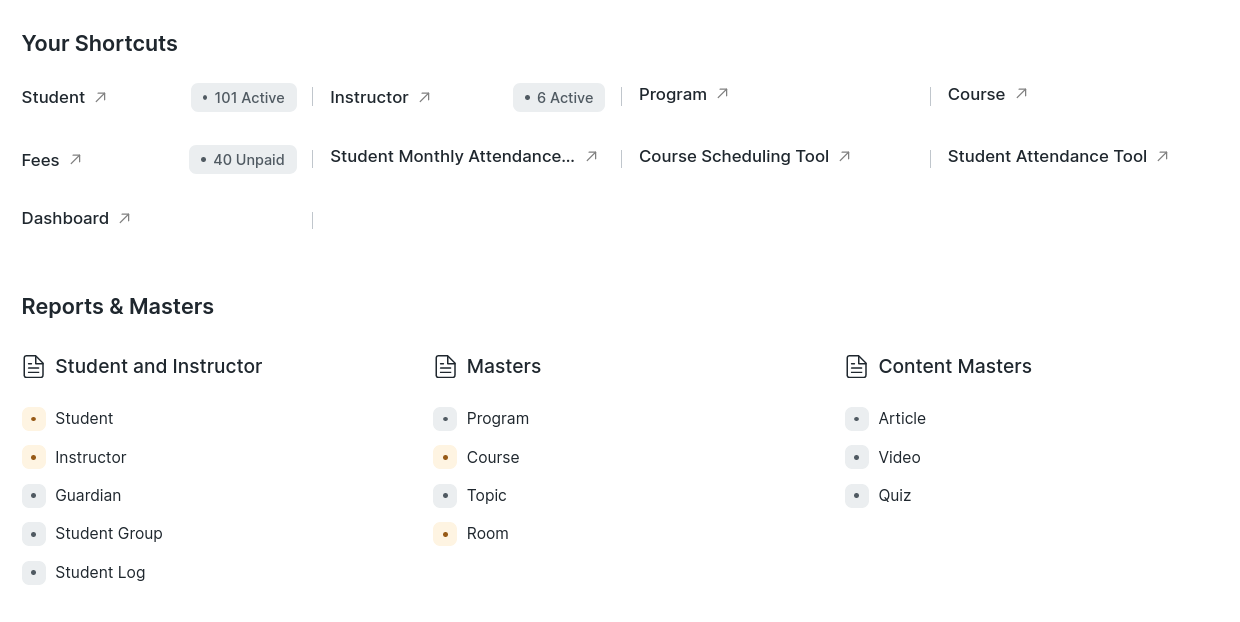 Your Shortcuts
Student 101 Active Instructor 6 Active Program Course
Fees 40 Unpaid Student Monthly Attendance... Course Scheduling Tool Student Attendance Tool
Dashboard
Reports & Masters
Student and Instructor Masters Content Masters
Student Program Article
Instructor Course Video
Guardian Topic Quiz
Student Group Room
Student Log